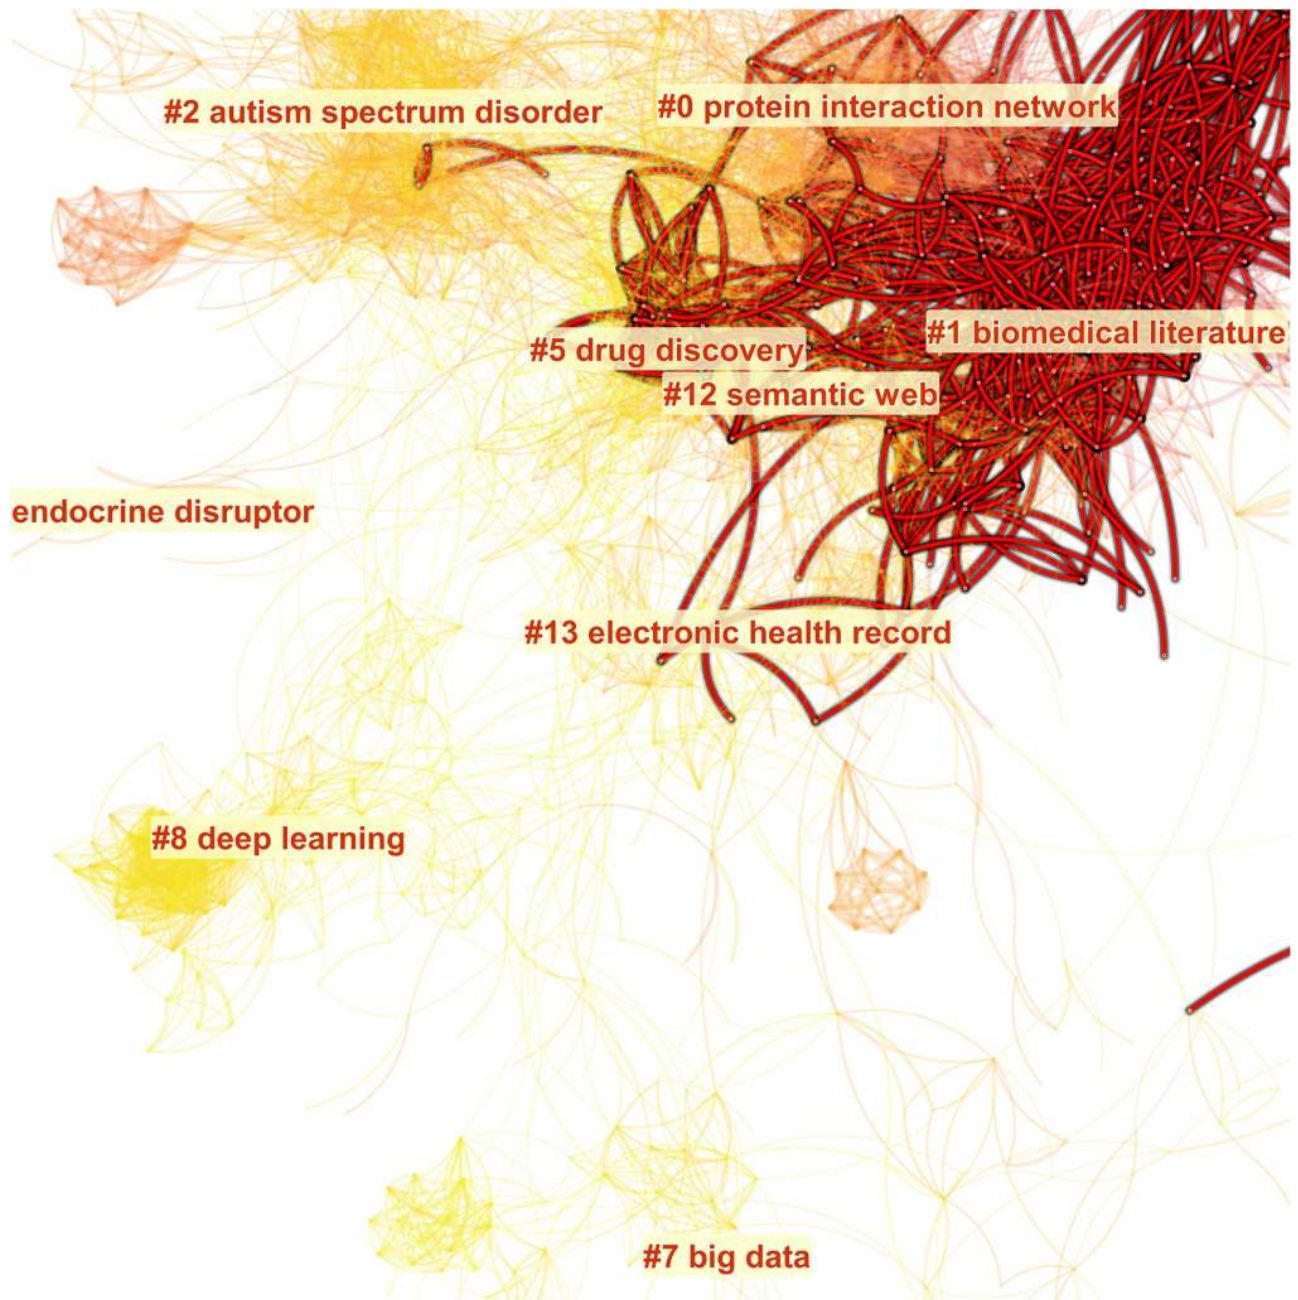 #2 autism spectrum disorder
#0 protein interaction network
#1 biomedical literature
#5 drug discovery
#12 semantic web
endocrine disruptor
#13 electronic health record
#8 deep learning
#7 big data